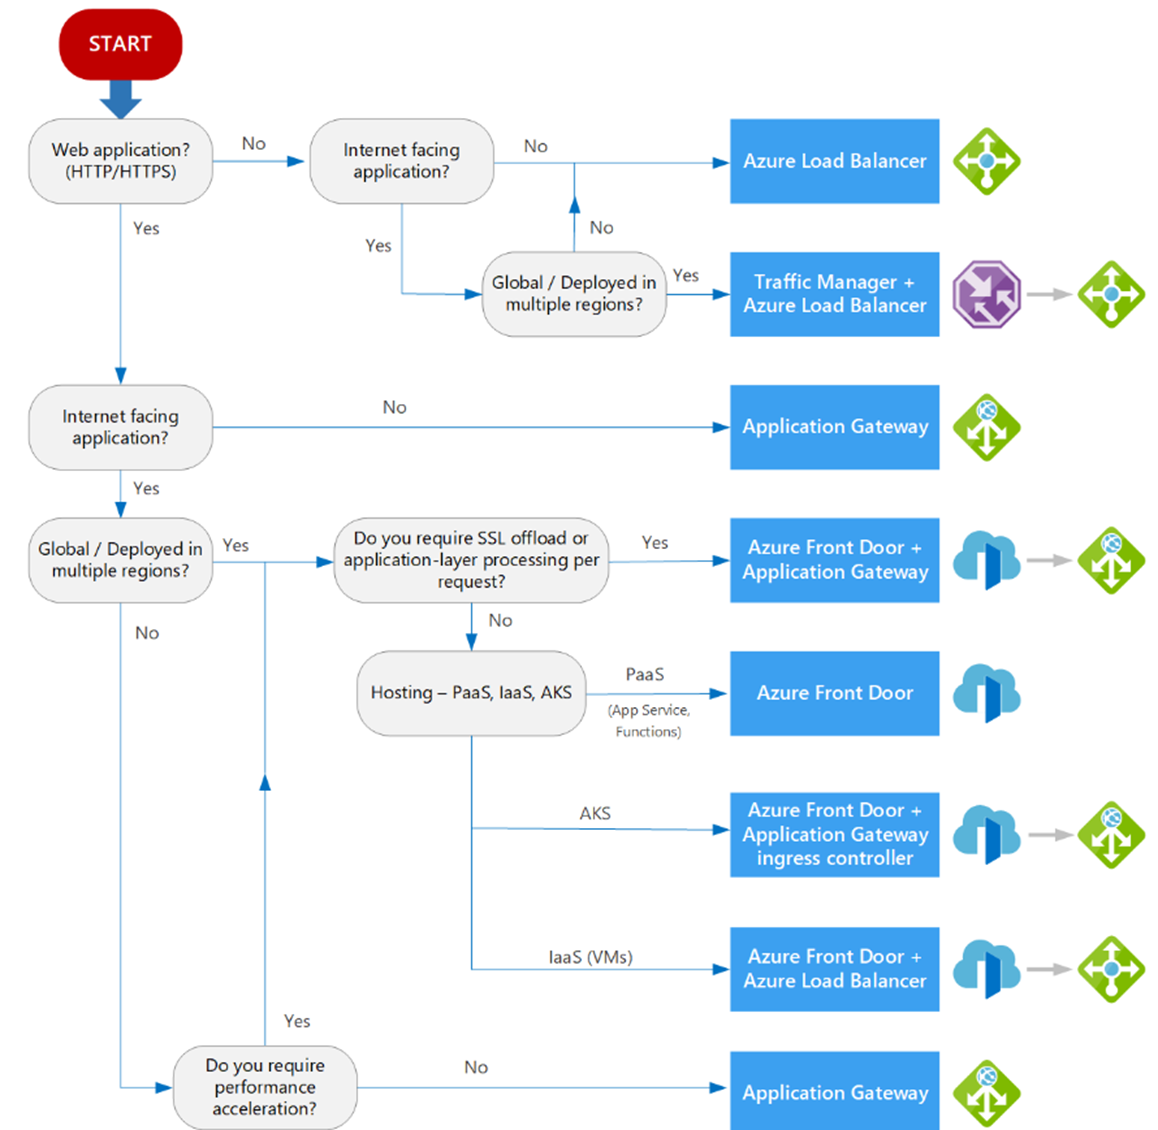 START
Web application?
(HTTP/HTTPS)
No
Internet facing
application?
No
Azure Load Balancer
Yes
Yes
No
Global / Deployed in
multiple regions?
Yes
Traffic Manager +
Azure Load Balancer
Internet facing
application?
No
Application Gateway
Yes
Global / Deployed in
multiple regions?
Yes
Do you require SSL offload or
application-layer processing per
request?
Yes
Azure Front Door +
Application Gateway
No
No
Hosting – PaaS, IaaS, AKS
PaaS
(App Service,
Functions)
Azure Front Door
AKS
Azure Front Door +
Application Gateway
ingress controller
IaaS (VMs)
Azure Front Door +
Azure Load Balancer
Yes
Do you require
performance
acceleration?
No
Application Gateway